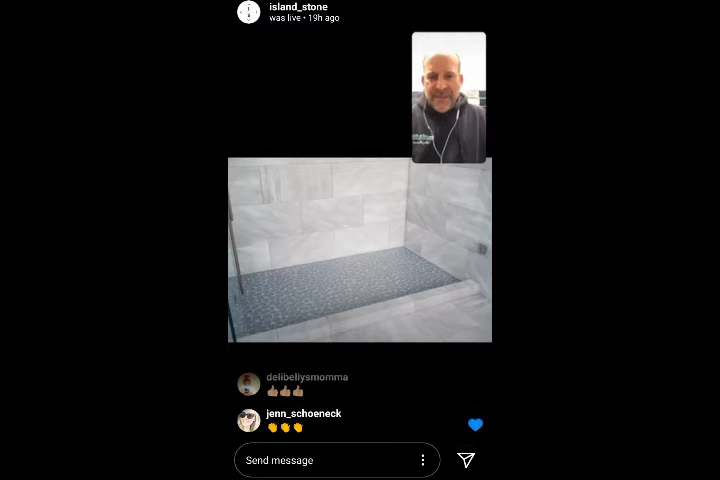 island_stone
was live • 19h ago
delibellysmomma
jenn_schoeneck
Send message